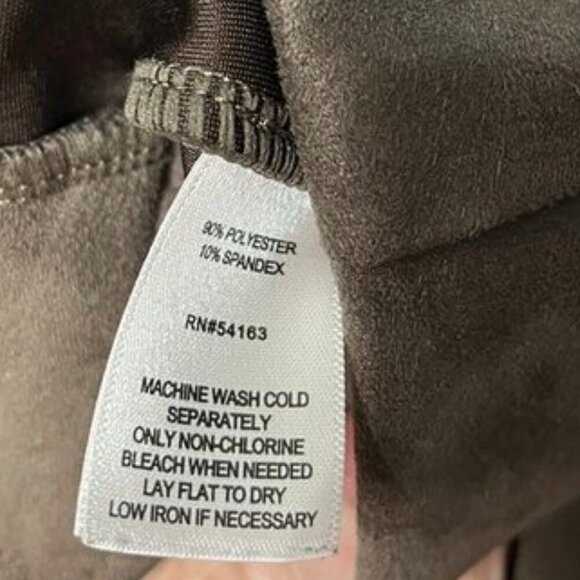 90% POLYESTER
10% SPANDEX
RN#54163
MACHINE WASH COLD
SEPARATELY
ONLY NON-CHLORINE
BLEACH WHEN NEEDED
LAY FLAT TO DRY
LOW IRON IF NECESSARY